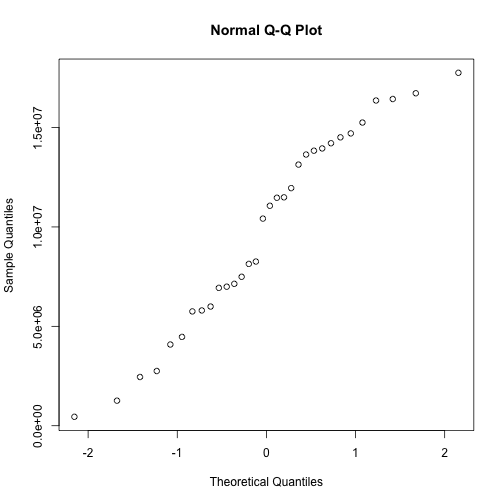 Normal Q-Q Plot
Sample Quantiles
1.5e+07
1.0e+07
5.0e+06
0.0e+00
-2 -1 0 1 2
Theoretical Quantiles